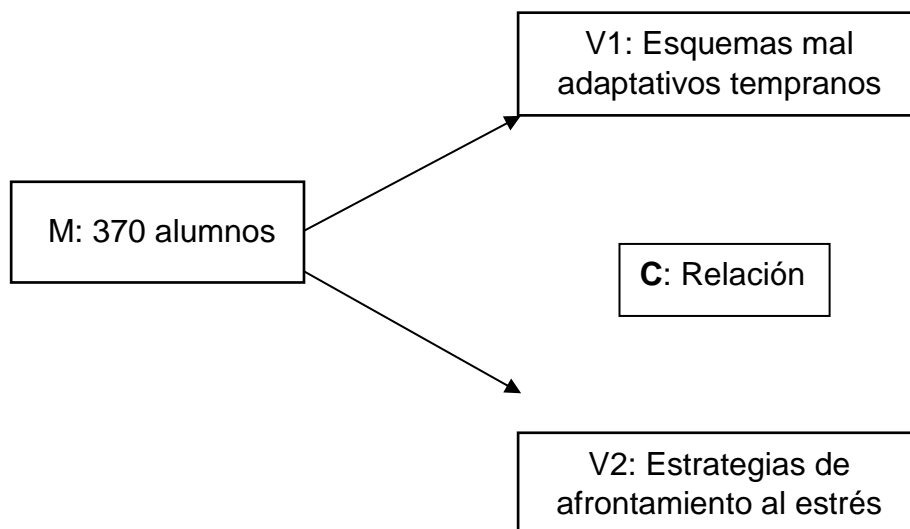 V1: Esquemas mal
adaptativos tempranos
M: 370 alumnos
C: Relación
V2: Estrategias de
afrontamiento al estrés